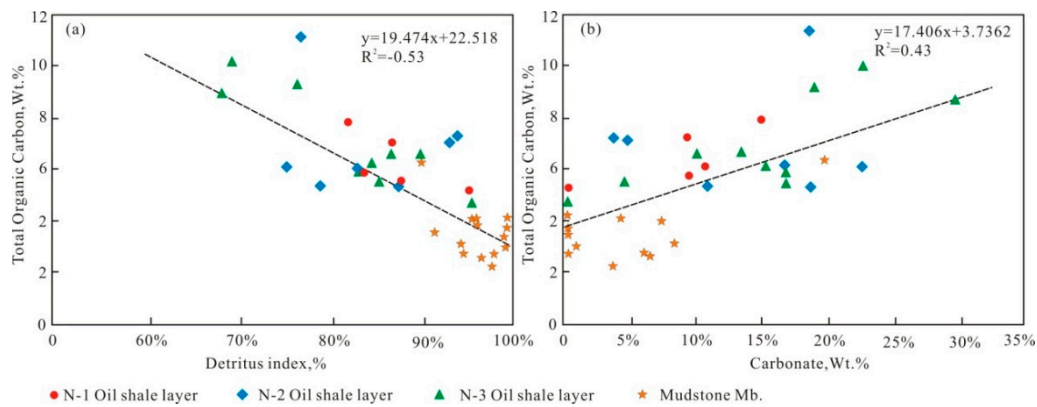 (a)
y=19.474x+22.518
R²=-0.53
Total Organic Carbon,Wt.%
12
10
8
6
2
2
0
0 60% 70% 80% 90% 100%
Detritus index,%
(b)
y=17.406x+3.7362
R²=0.43
Total Organic Carbon,Wt.%
12
10
8
6
2
2
0
0 5% 10% 15% 20% 25% 30% 35%
Carbonate,Wt.%
N-1 Oil shale layer N-2 Oil shale layer N-3 Oil shale layer Mudstone Mb.